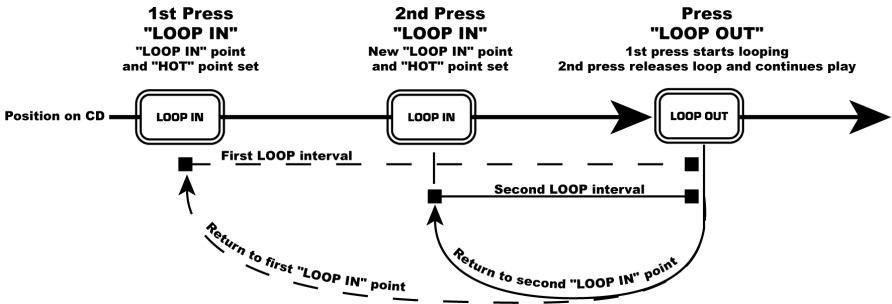 1st Press
"LOOP IN"
"LOOP IN" point
and "HOT" point set
2nd Press
"LOOP IN"
New "LOOP IN" point
and "HOT" point set
Press
"LOOP OUT"
1st press starts looping
2nd press releases loop and continues play
Position on CD
LOOP IN
LOOP IN
LOOP OUT
First LOOP interval
Second LOOP interval
Return to first "LOOP IN" point
Return to second "LOOP IN" point